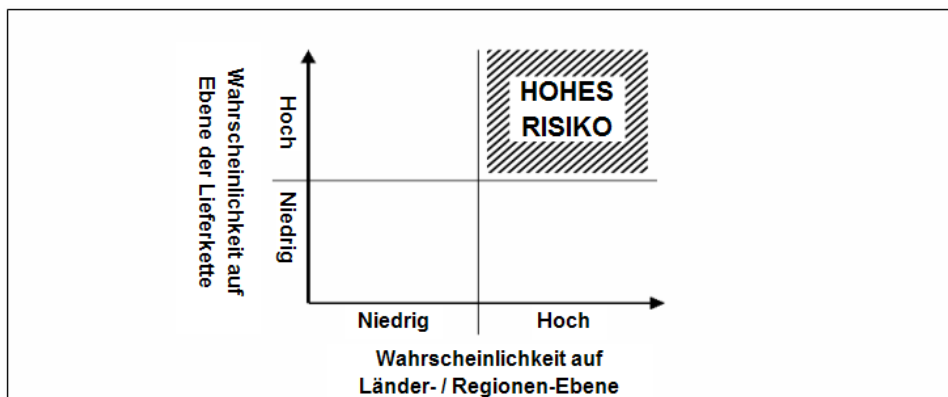 Wahrscheinlichkeit auf
Ebene der Lieferkette
Hoch
Niedrig
HOHES
RISIKO
Niedrig
Hoch
Wahrscheinlichkeit auf
Länder- / Regionen-Ebene